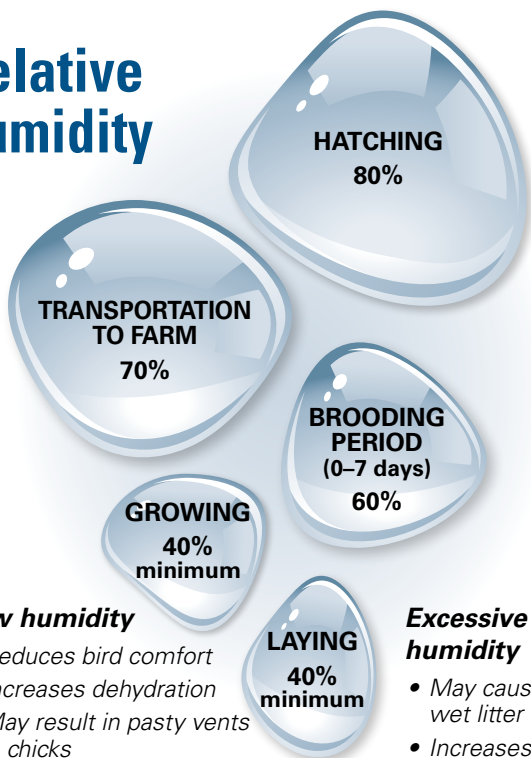 elative
umidity
HATCHING
80%
TRANSPORTATION
TO FARM
70%
BROODING
PERIOD
(0–7 days)
60%
GROWING
40%
minimum
LAYING
40%
minimum
w humidity
educes bird comfort
ncreases dehydration
May result in pasty vents
chicks
Excessive
humidity
• May caus
wet litter
• Increases